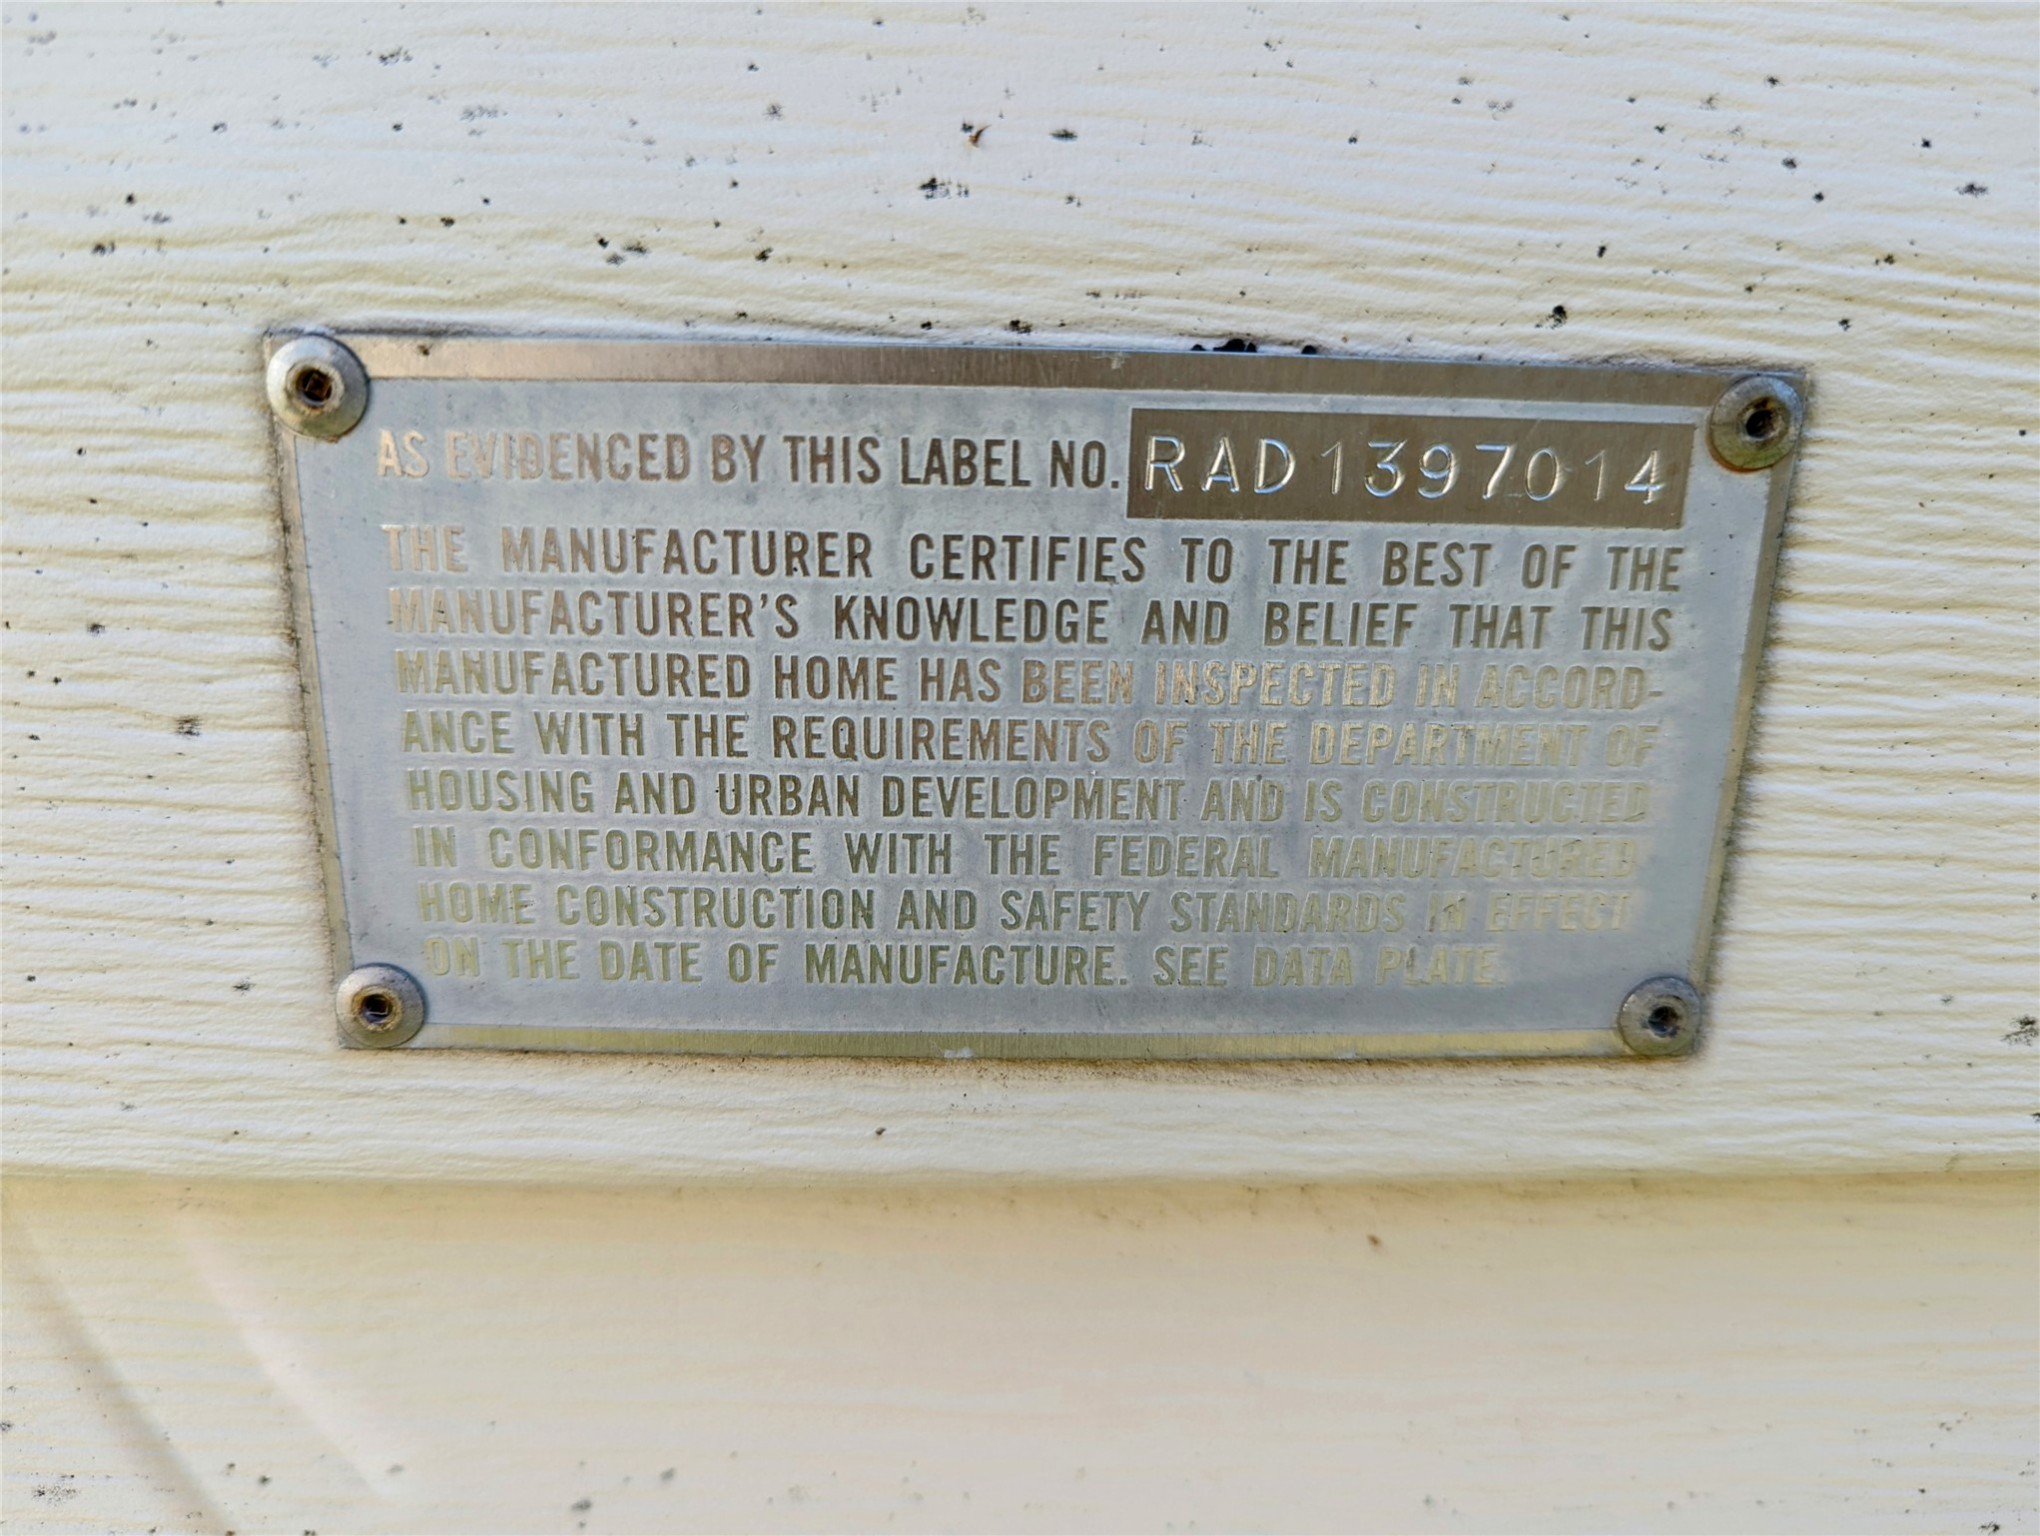 AS EVIDENCED BY THIS LABEL NO. RAD1397014
THE MANUFACTURER CERTIFIES TO THE BEST OF THE
MANUFACTURER'S KNOWLEDGE AND BELIEF THAT THIS
MANUFACTURED HOME HAS BEEN INSPECTED IN ACCORD-
ANCE WITH THE REQUIREMENTS OF THE DEPARTMENT OF
HOUSING AND URBAN DEVELOPMENT AND IS CONSTRUCTED
IN CONFORMANCE WITH THE FEDERAL MANUFACTURED
HOME CONSTRUCTION AND SAFETY STANDARDS IN EFFECT
ON THE DATE OF MANUFACTURE. SEE DATA PLATE.